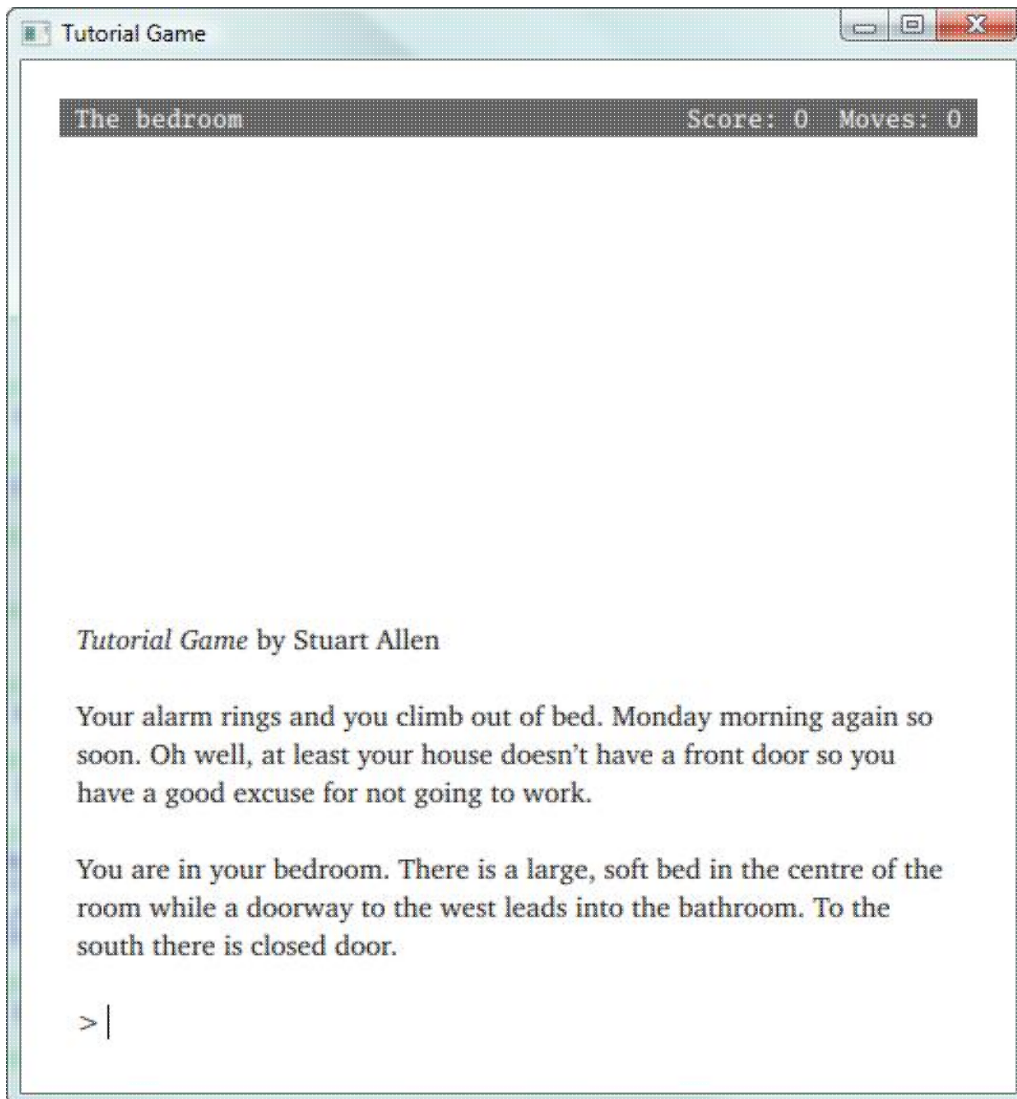 Tutorial Game
The bedroom Score: 0 Moves: 0
Tutorial Game by Stuart Allen
Your alarm rings and you climb out of bed. Monday morning again so
soon. Oh well, at least your house doesn’t have a front door so you
have a good excuse for not going to work.
You are in your bedroom. There is a large, soft bed in the centre of the
room while a doorway to the west leads into the bathroom. To the
south there is closed door.
>